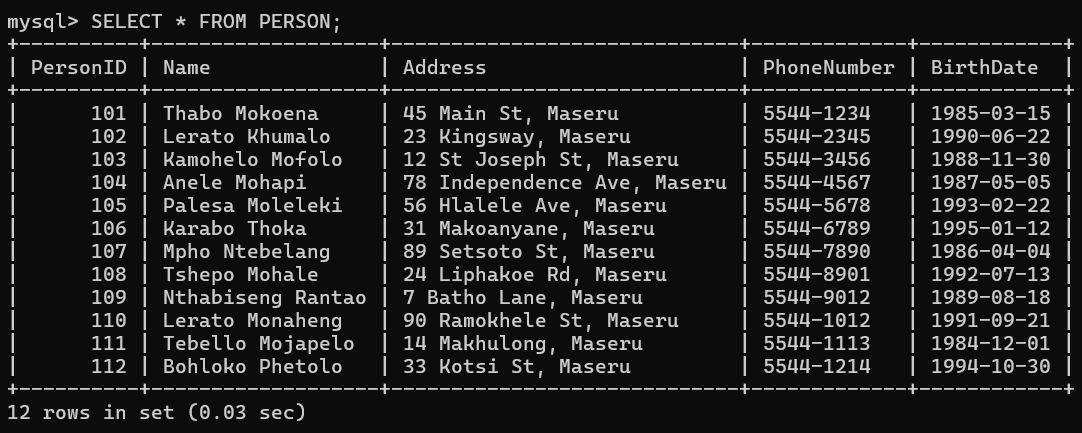 mysql> SELECT * FROM PERSON;
+----------+-------------------+-----------------------------+-------------+------------+
| PersonID | Name              | Address                     | PhoneNumber | BirthDate  |
+----------+-------------------+-----------------------------+-------------+------------+
|      101 | Thabo Mokoena     | 45 Main St, Maseru          | 5544-1234   | 1985-03-15 |
|      102 | Lerato Khumalo    | 23 Kingsway, Maseru         | 5544-2345   | 1990-06-22 |
|      103 | Kamohelo Mofolo   | 12 St Joseph St, Maseru     | 5544-3456   | 1988-11-30 |
|      104 | Anele Mohapi      | 78 Independence Ave, Maseru | 5544-4567   | 1987-05-05 |
|      105 | Palesa Moleleki   | 56 Hlalele Ave, Maseru      | 5544-5678   | 1993-02-22 |
|      106 | Karabo Thoka      | 31 Makoanyane, Maseru       | 5544-6789   | 1995-01-12 |
|      107 | Mpho Ntebelang    | 89 Setsoto St, Maseru       | 5544-7890   | 1986-04-04 |
|      108 | Tshepo Mohale     | 24 Liphakoe Rd, Maseru      | 5544-8901   | 1992-07-13 |
|      109 | Nthabiseng Rantao | 7 Batho Lane, Maseru        | 5544-9012   | 1989-08-18 |
|      110 | Lerato Monaheng   | 90 Ramokhele St, Maseru     | 5544-1012   | 1991-09-21 |
|      111 | Tebello Mojapelo  | 14 Makhulong, Maseru        | 5544-1113   | 1984-12-01 |
|      112 | Bohloko Phetolo   | 33 Kotsi St, Maseru         | 5544-1214   | 1994-10-30 |
+----------+-------------------+-----------------------------+-------------+------------+
12 rows in set (0.03 sec)